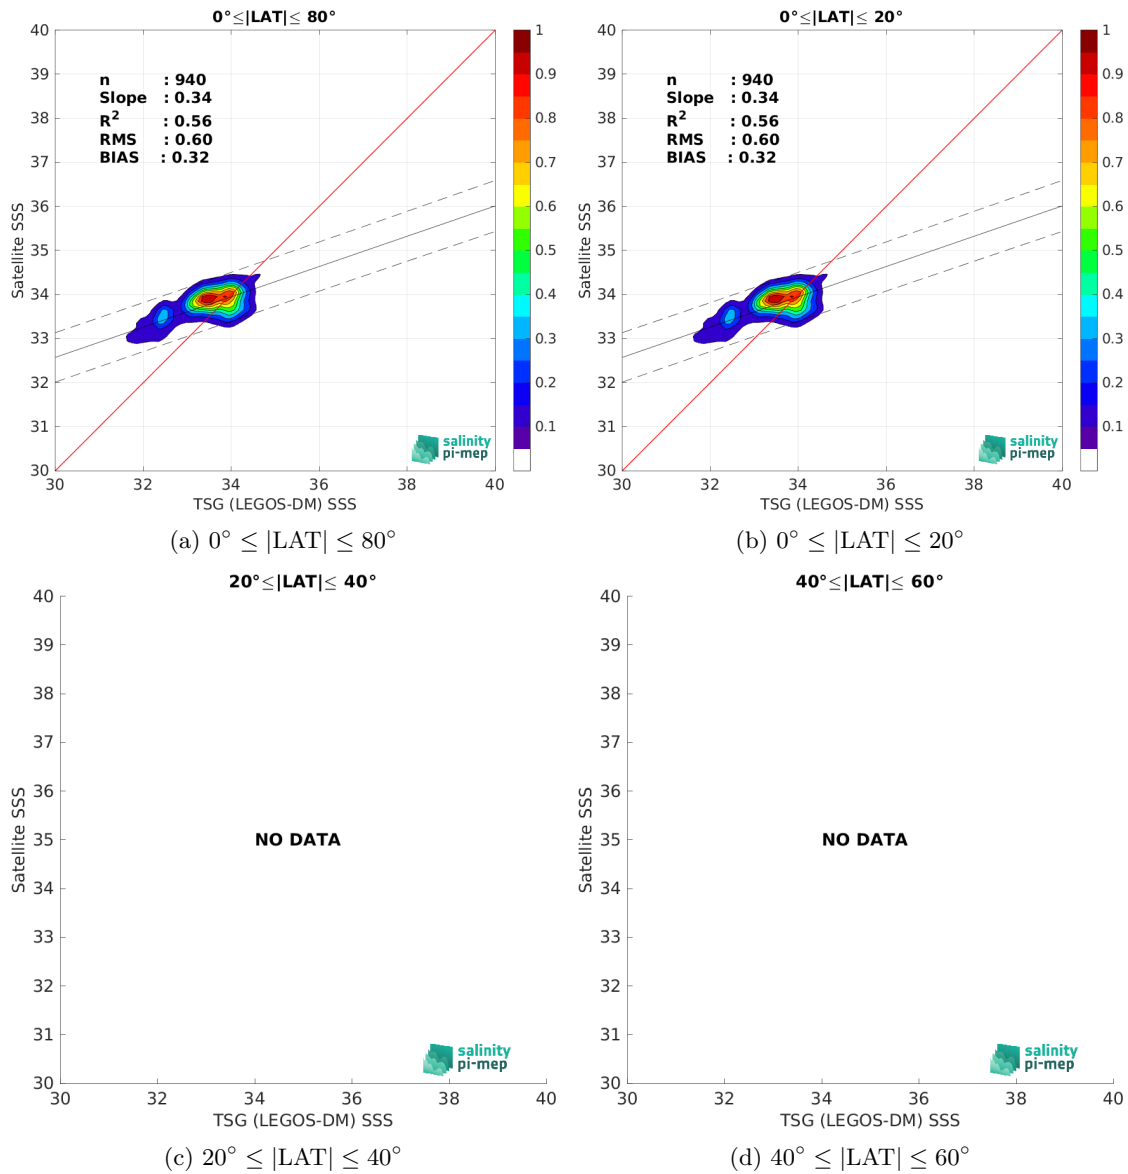 0°≤|LAT|≤ 80°
40
39
38
37
36
35
34
33
32
31
30
Satellite SSS
n : 940
Slope : 0.34
R² : 0.56
RMS : 0.60
BIAS : 0.32
1
0.9
0.8
0.7
0.6
0.5
0.4
0.3
0.2
0.1
salinity
pi-mep
30 32 34 36 38 40
TSG (LEGOS-DM) SSS
(a) 0° ≤ |LAT| ≤ 80°
0°≤|LAT|≤ 20°
40
39
38
37
36
35
34
33
32
31
30
Satellite SSS
n : 940
Slope : 0.34
R² : 0.56
RMS : 0.60
BIAS : 0.32
1
0.9
0.8
0.7
0.6
0.5
0.4
0.3
0.2
0.1
salinity
pi-mep
30 32 34 36 38 40
TSG (LEGOS-DM) SSS
(b) 0° ≤ |LAT| ≤ 20°
20°≤|LAT|≤ 40°
40
39
38
37
36
35
34
33
32
31
30
Satellite SSS
NO DATA
salinity
pi-mep
30 32 34 36 38 40
TSG (LEGOS-DM) SSS
(c) 20° ≤ |LAT| ≤ 40°
40°≤|LAT|≤ 60°
40
39
38
37
36
35
34
33
32
31
30
Satellite SSS
NO DATA
salinity
pi-mep
30 32 34 36 38 40
TSG (LEGOS-DM) SSS
(d) 40° ≤ |LAT| ≤ 60°